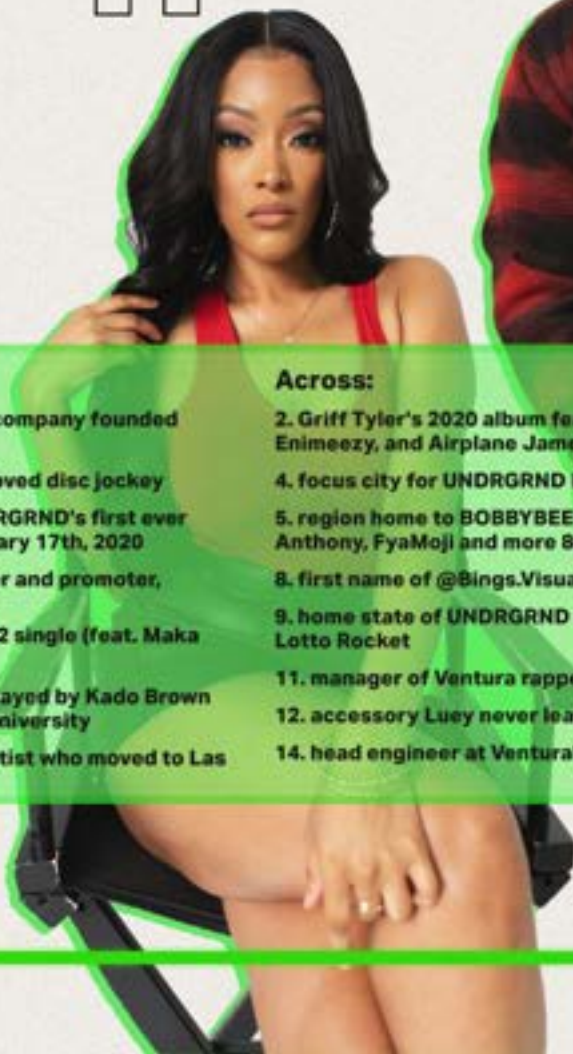 company founded
loved disc jockey
RGRND's first ever
ary 17th, 2020
r and promoter,
2 single (feat. Maka
ayed by Kado Brown
niversity
tist who moved to Las
Across:
2. Griff Tyler's 2020 album fe
Enimeezy, and Airplane Jame
4. focus city for UNDRGRND
5. region home to BOBBYBEE
Anthony, FyaMoji and more 8
8. first name of @Bings.Visua
9. home state of UNDRGRND
Lotto Rocket
11. manager of Ventura rappe
12. accessory Luey never lea
14. head engineer at Ventura